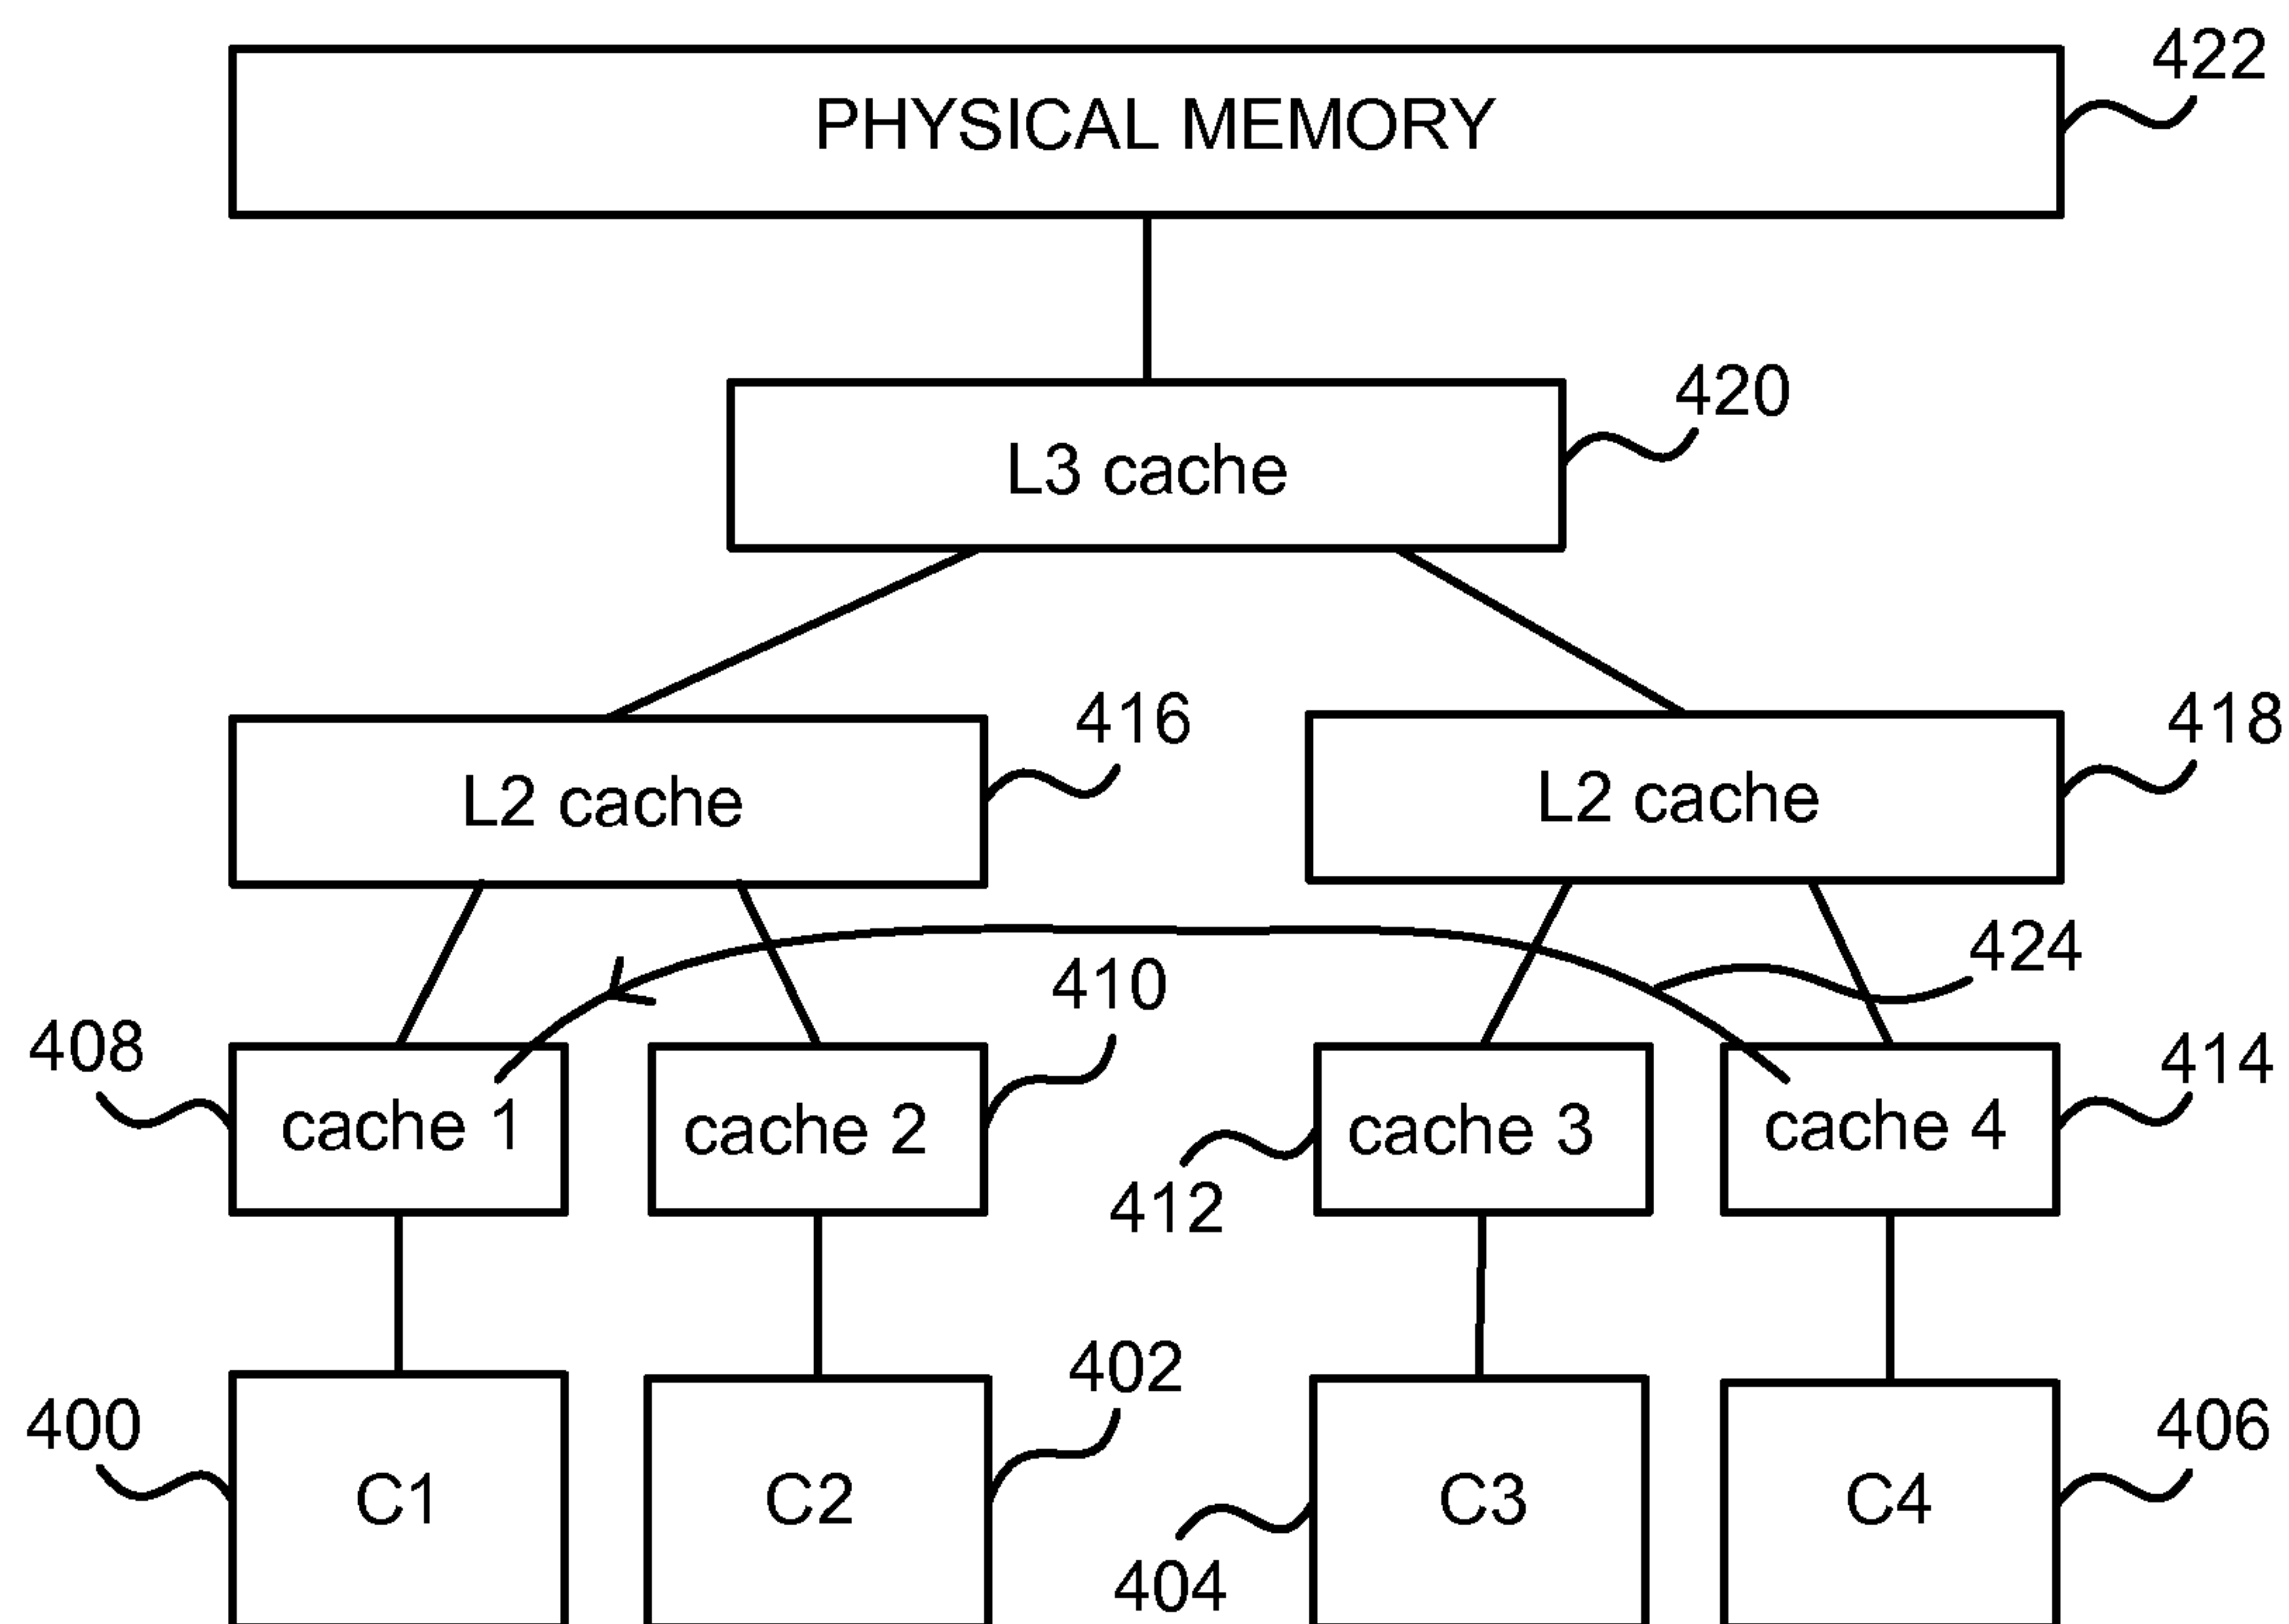 422
PHYSICAL MEMORY
420
L3 cache
416
418
L2 cache
L2 cache
424
410
408
414
cache 1
cache 2
cache 3
cache 4
412
402
400
406
C1
C2
C3
C4
404